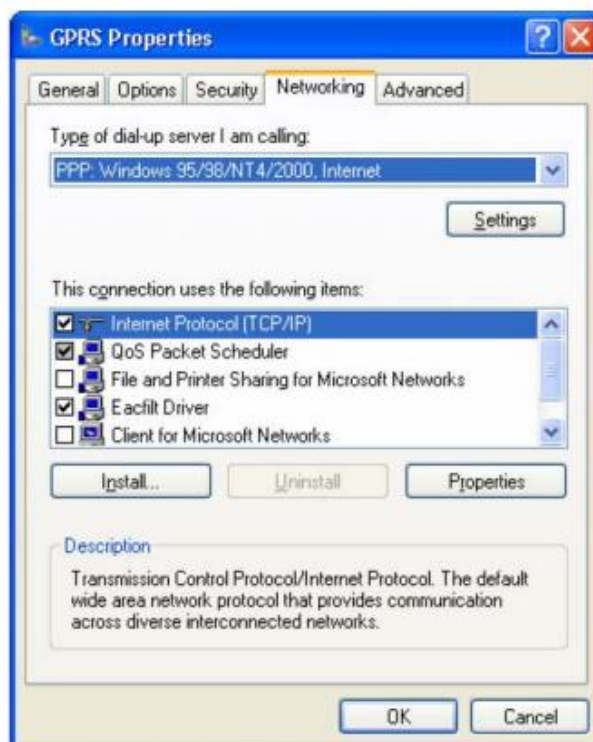 GPRS Properties
General Options Security Networking Advanced
Type of dial-up server I am calling:
PPP: Windows 95/98/NT4/2000, Internet
Settings
This connection uses the following items:
Internet Protocol (TCP/IP)
QoS Packet Scheduler
File and Printer Sharing for Microsoft Networks
Eacfilt Driver
Client for Microsoft Networks
Install... Uninstall Properties
Description
Transmission Control Protocol/Internet Protocol. The default
wide area network protocol that provides communication
across diverse interconnected networks.
OK Cancel